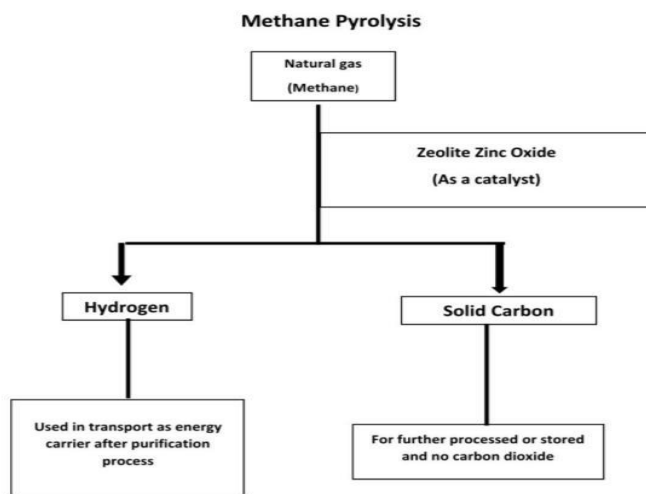 Methane Pyrolysis
Natural gas
(Methane)
Zeolite Zinc Oxide
(As a catalyst)
Hydrogen
Solid Carbon
Used in transport as energy
carrier after purification
process
For further processed or stored
and no carbon dioxide